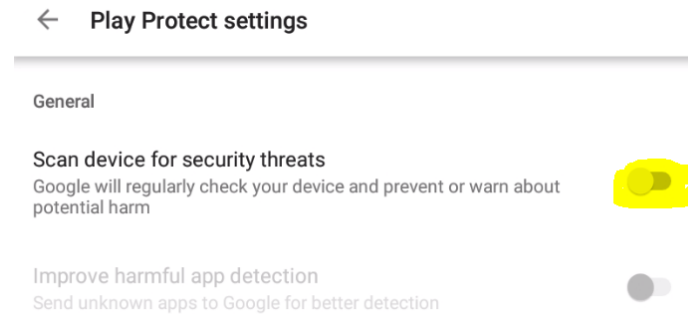 Play Protect settings
General
Scan device for security threats
Google will regularly check your device and prevent or warn about
potential harm
Improve harmful app detection
Send unknown apps to Google for better detection